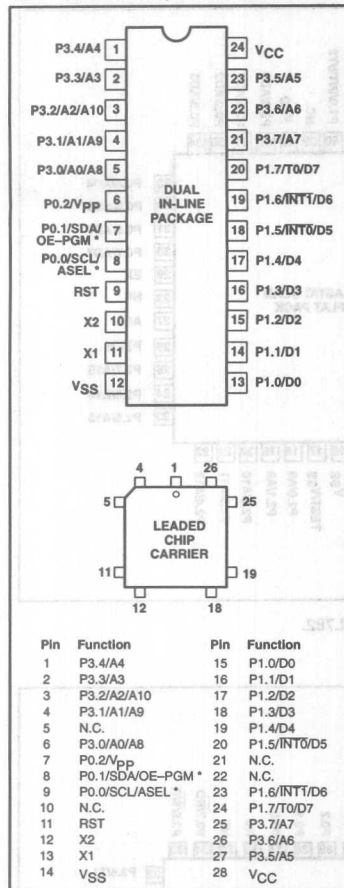 P3.4/A4 1 24 VCC
P3.3/A3 2 23 P3.5/A5
P3.2/A2/A10 3 22 P3.6/A6
P3.1/A1/A9 4 21 P3.7/A7
P3.0/A0/A8 5 20 P1.7/T0/D7
P0.2/VPP 6 DUAL IN-LINE PACKAGE 19 P1.6/INT1/D6
P0.1/SDA/OE–PGM * 7 18 P1.5/INT0/D5
P0.0/SCL/ASEL * 8 17 P1.4/D4
RST 9 16 P1.3/D3
X2 10 15 P1.2/D2
X1 11 14 P1.1/D1
VSS 12 13 P1.0/D0
4 1 26
5 25
LEADED
CHIP
CARRIER
11 19
12 18
Pin Function Pin Function
1 P3.4/A4 15 P1.0/D0
2 P3.3/A3 16 P1.1/D1
3 P3.2/A2/A10 17 P1.2/D2
4 P3.1/A1/A9 18 P1.3/D3
5 N.C. 19 P1.4/D4
6 P3.0/A0/A8 20 P1.5/INT0/D5
7 P0.2/VPP 21 N.C.
8 P0.1/SDA/OE–PGM * 22 N.C.
9 P0.0/SCL/ASEL * 23 P1.6/INT1/D6
10 N.C. 24 P1.7/T0/D7
11 RST 25 P3.7/A7
12 X2 26 P3.6/A6
13 X1 27 P3.5/A5
14 VSS 28 VCC